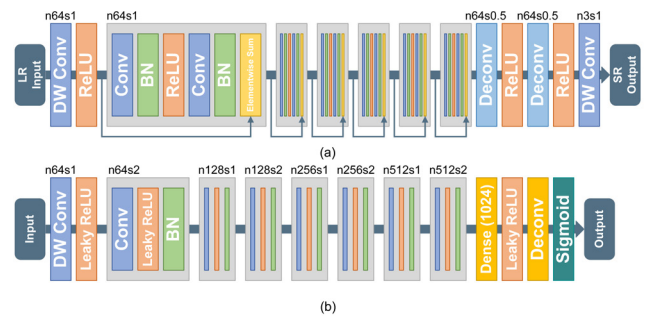 n64s1
n64s1
n64s0.5
n64s0.5
n3s1
LR
Input
DW Conv
ReLU
Conv
BN
ReLU
Conv
BN
Elementwise Sum
Deconv
ReLU
Deconv
ReLU
DW Conv
SR
Output
(a)
n64s1
n64s2
n128s1
n128s2
n256s1
n256s2
n512s1
n512s2
Input
DW Conv
Leaky ReLU
Conv
Leaky ReLU
BN
Dense (1024)
Leaky ReLU
Deconv
Sigmoid
Output
(b)